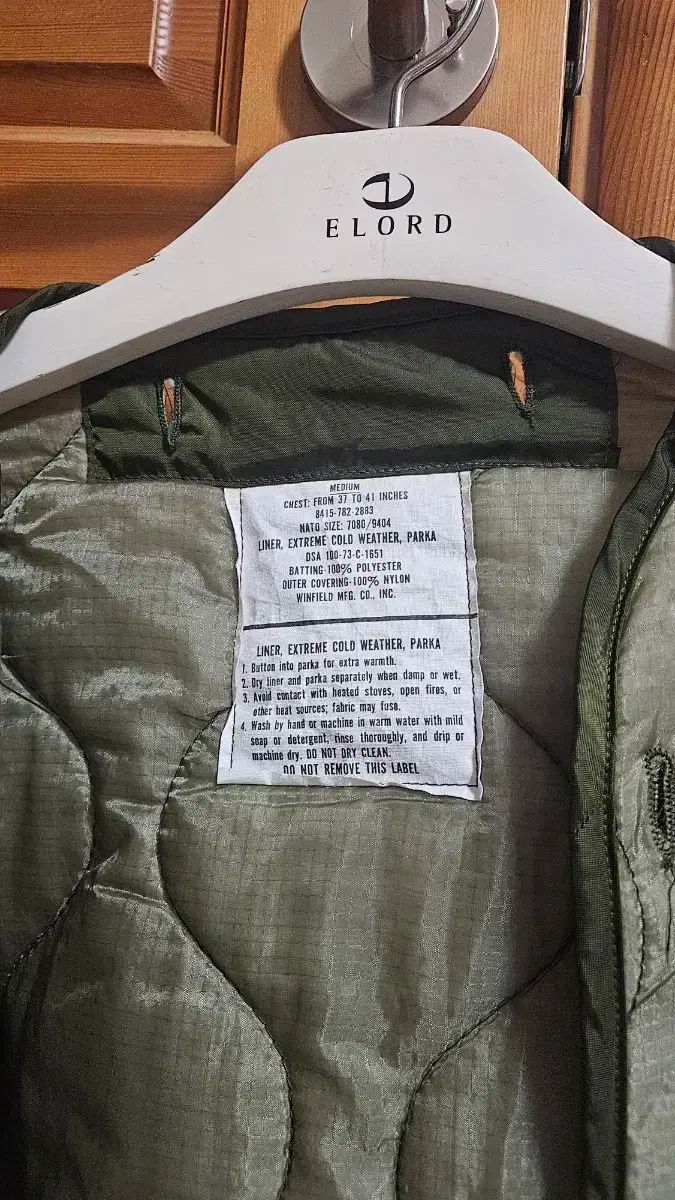 ELORD
MEDIUM
CHEST: FROM 37 TO 41 INCHES
8415-782-2883
NATO SIZE: 7080/9404
LINER, EXTREME COLD WEATHER, PARKA
DSA 100-73-C-1651
BATTING-100% POLYESTER
OUTER COVERING-100% NYLON
WINFIELD MFG. CO., INC.
LINER, EXTREME COLD WEATHER, PARKA
1. Button into parka for extra warmth.
2. Dry liner and parka separately when damp or wet.
3. Avoid contact with heated stoves, open fires, or
other heat sources; fabric may fuse.
4. Wash by hand or machine in warm water with mild
soap or detergent, rinse thoroughly, and drip or
machine dry. DO NOT DRY CLEAN.
DO NOT REMOVE THIS LABEL